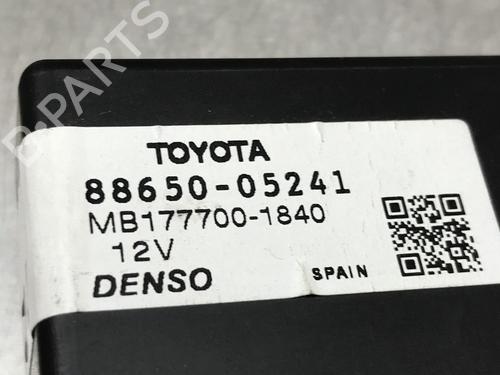 B-PARTS
TOYOTA
88650-05241
MB177700-1840
12V
DENSO SPAIN